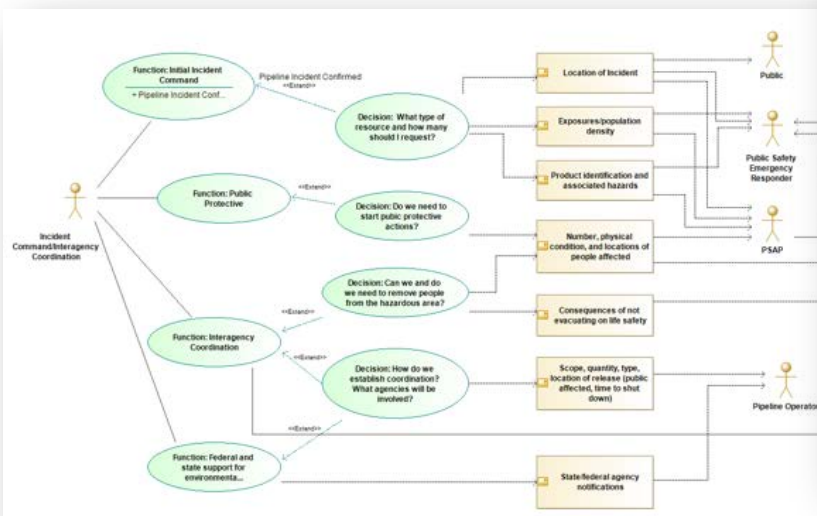 Function: Initial Incident
Command
+ Pipeline Incident Conf...
Pipeline Incident Confirmed
<<Extend>>
Decision: What type of
resource and how many
should I request?
Location of Incident
Public
Exposures/population
density
Public Safety
Emergency
Responder
Product identification and
associated hazards
Function: Public
Protective
<<Extend>>
Decision: Do we need to
start pubic protective
actions?
Incident
Command/Interagency
Coordination
Number, physical
condition, and locations of
people affected
PSAP
Decision: Can we and do
we need to remove people
from the hazardous area?
<<Extend>>
Consequences of not
evacuating on life safety
Function: Interagency
Coordination
<<Extend>>
Decision: How do we
establish coordination?
What agencies will be
involved?
Scope, quantity, type,
location of release (public
affected, time to shut
down)
Pipeline Operator
<<Extend>>
Function: Federal and
state support for
environmenta...
State/federal agency
notifications